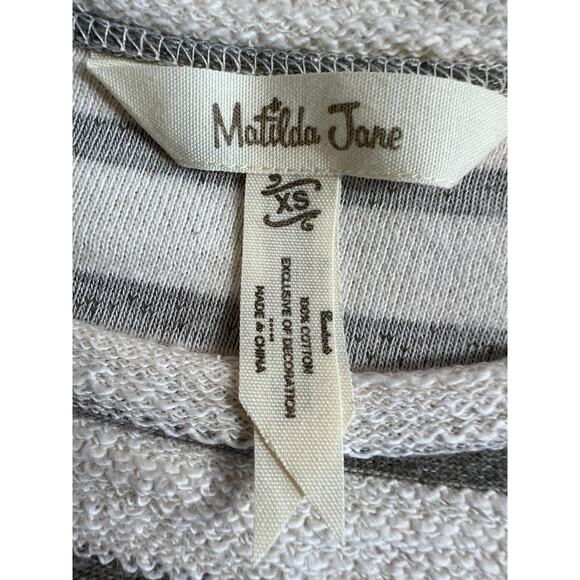 Matilda Jane
XS
100% COTTON
EXCLUSIVE OF DECORATION
MADE IN CHINA